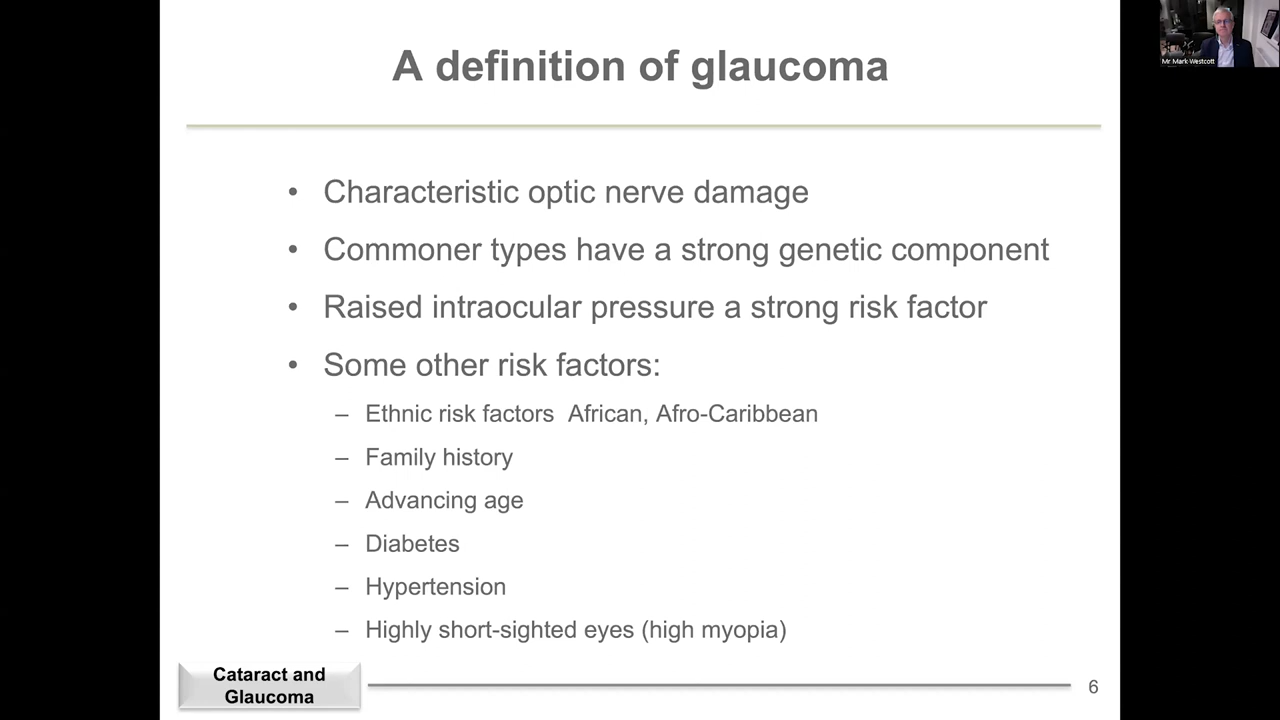 A definition of glaucoma
• Characteristic optic nerve damage
• Commoner types have a strong genetic component
• Raised intraocular pressure a strong risk factor
• Some other risk factors:
– Ethnic risk factors  African, Afro-Caribbean
– Family history
– Advancing age
– Diabetes
– Hypertension
– Highly short-sighted eyes (high myopia)
Cataract and
Glaucoma
6
Mr Mark Westcott